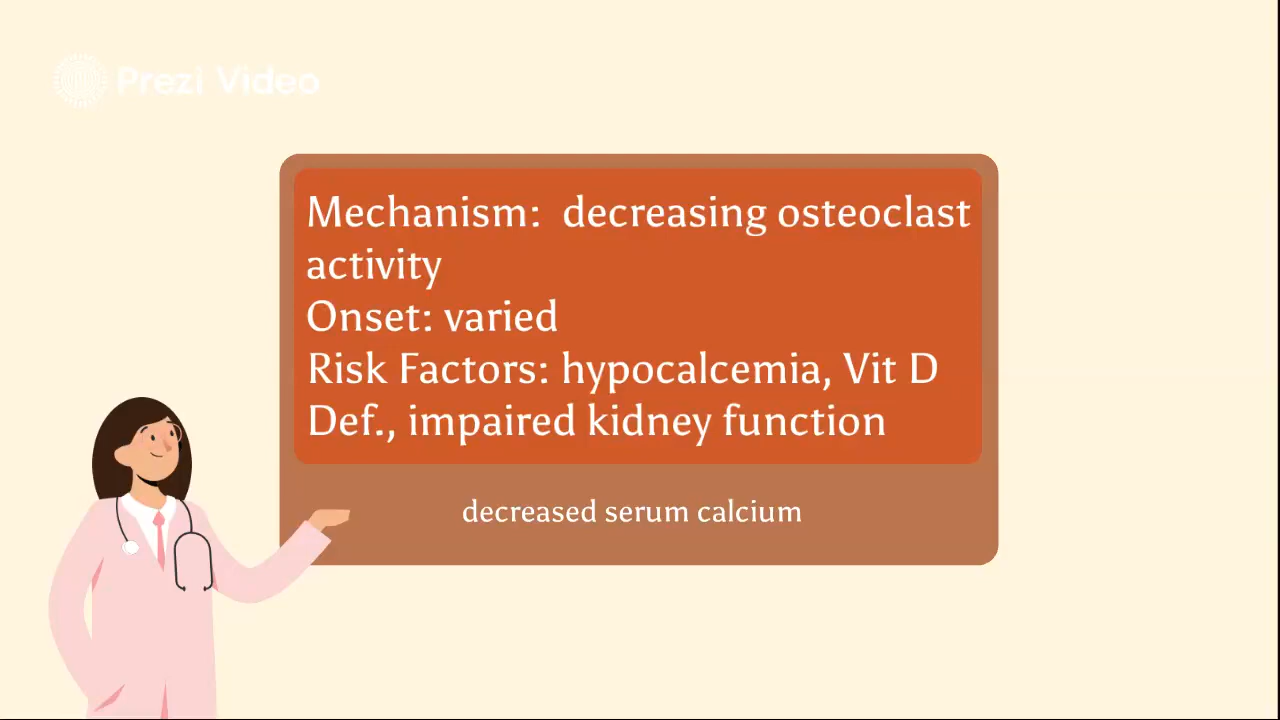 Prezi Video
Mechanism: decreasing osteoclast
activity
Onset: varied
Risk Factors: hypocalcemia, Vit D
Def., impaired kidney function
decreased serum calcium